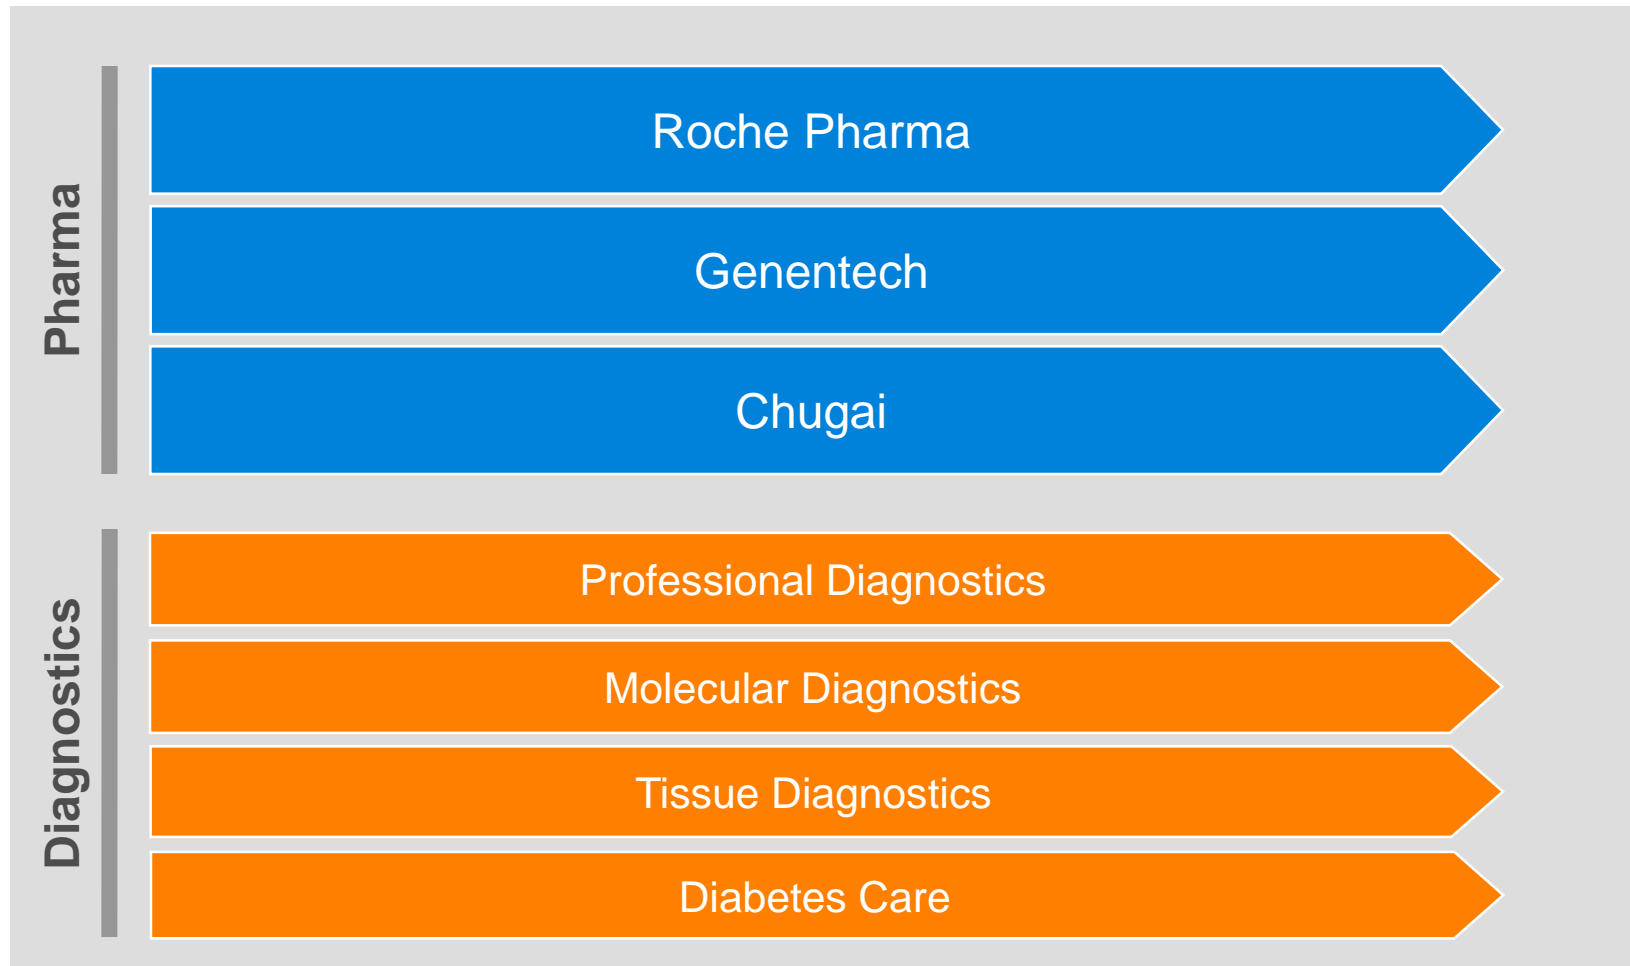 Pharma
Roche Pharma
Genentech
Chugai
Diagnostics
Professional Diagnostics
Molecular Diagnostics
Tissue Diagnostics
Diabetes Care